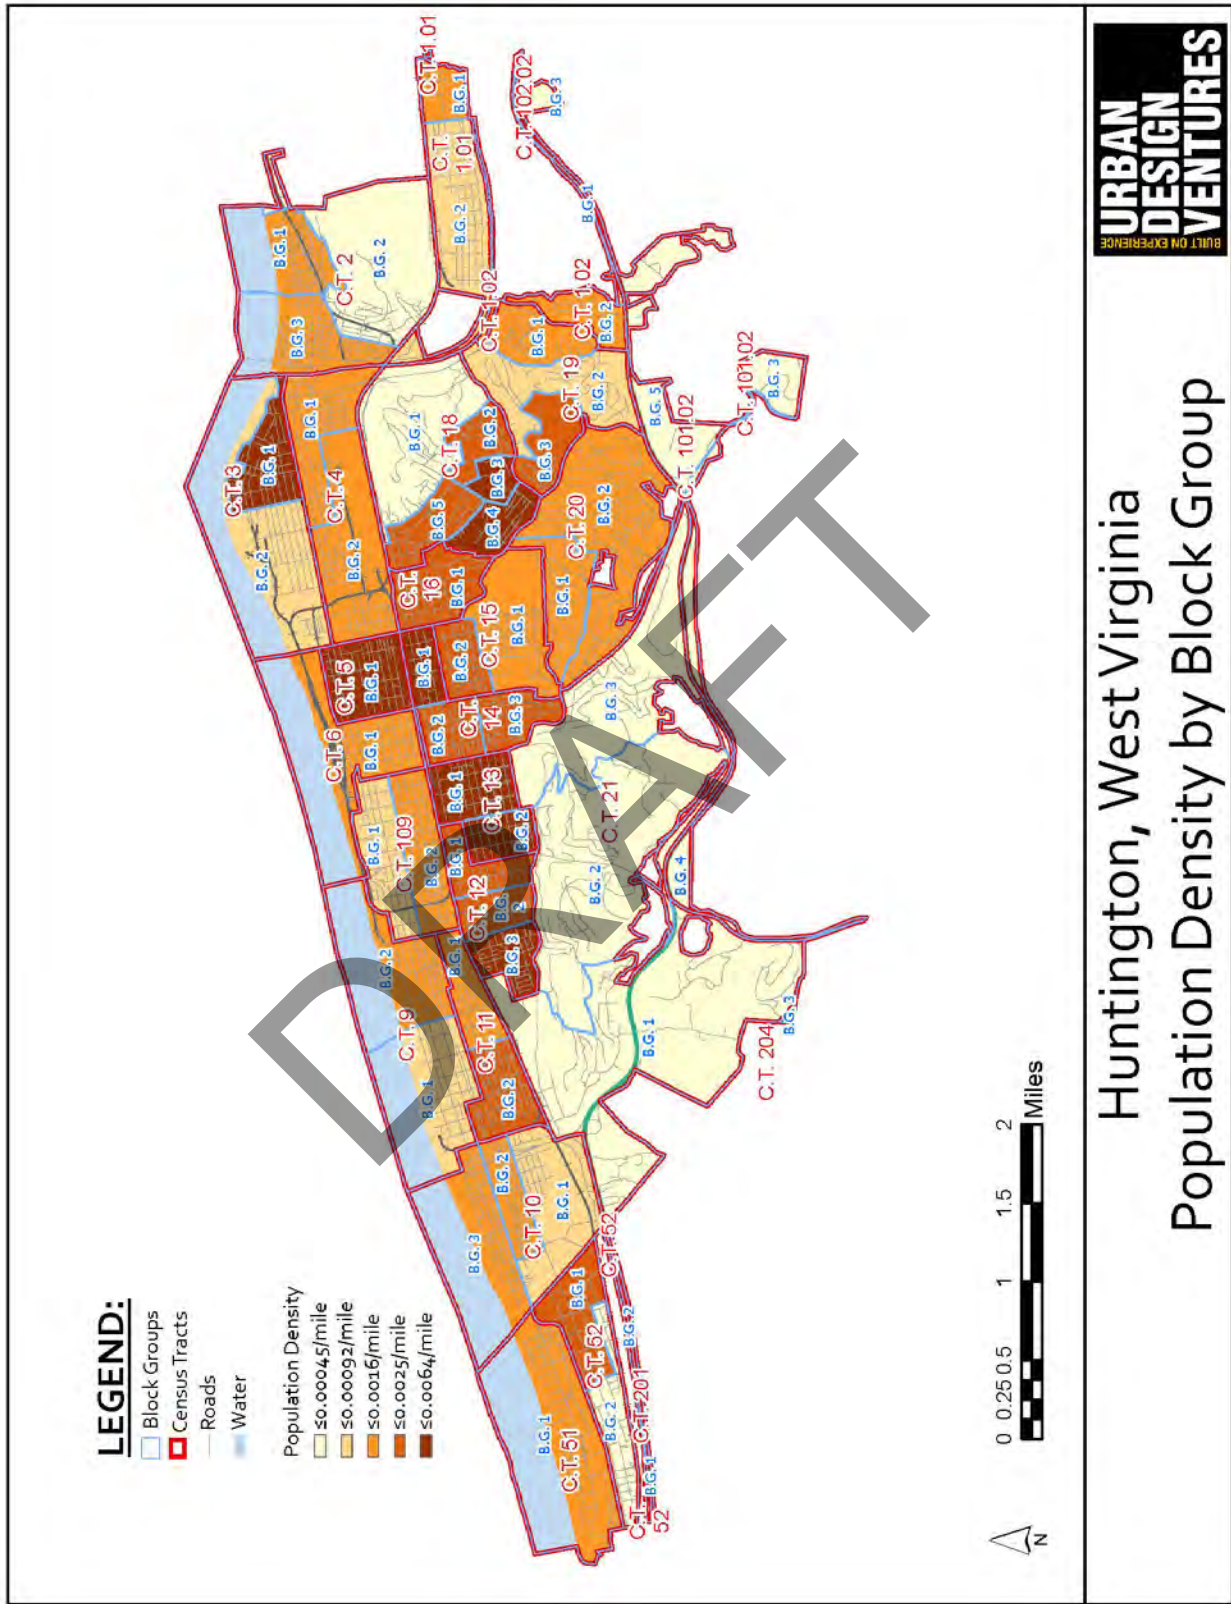 LEGEND:
Block Groups
Census Tracts
Roads
Water
Population Density
≤0.00045/mile
≤0.00092/mile
≤0.0016/mile
≤0.0025/mile
≤0.0064/mile
C.T. 1.01
B.G. 1
C.T.
1.01
B.G. 2
C.T. 102.02
B.G. 3
B.G. 1
B.G. 1
C.T. 2
B.G. 2
B.G. 3
C.T. 1.02
C.T. 1.02
B.G. 1
B.G. 2
C.T. 3
B.G. 1
B.G. 2
B.G. 1
C.T. 4
B.G. 2
B.G. 1
C.T. 18
B.G. 2
B.G. 3
B.G. 4
B.G. 5
C.T. 19
B.G. 2
B.G. 3
B.G. 5
C.T. 101.02
C.T. 101.02
B.G. 3
B.G. 2
C.T. 20
B.G. 1
C.T.
16
B.G. 1
C.T. 15
B.G. 1
B.G. 2
B.G. 1
C.T. 5
B.G. 1
C.T. 6
B.G. 1
B.G. 2
C.T.
14
B.G. 3
B.G. 1
C.T. 13
B.G. 2
B.G. 1
C.T. 109
B.G. 2
B.G. 1
C.T. 12
B.G.
2
B.G. 3
B.G. 3
C.T. 21
B.G. 2
B.G. 4
B.G. 1
B.G. 3
C.T. 204
B.G. 2
C.T. 9
B.G. 1
B.G. 1
C.T. 11
B.G. 2
B.G. 3
B.G. 2
C.T. 10
B.G. 1
B.G. 1
C.T. 51
B.G. 1
C.T. 52
B.G. 2
C.T. 52
B.G. 2
C.T. 201
B.G. 1
C.T.
52
DRAFT
N
0 0.25 0.5 1 1.5 2
Miles
Huntington, West Virginia
Population Density by Block Group
BUILT ON EXPERIENCE
URBAN
DESIGN
VENTURES